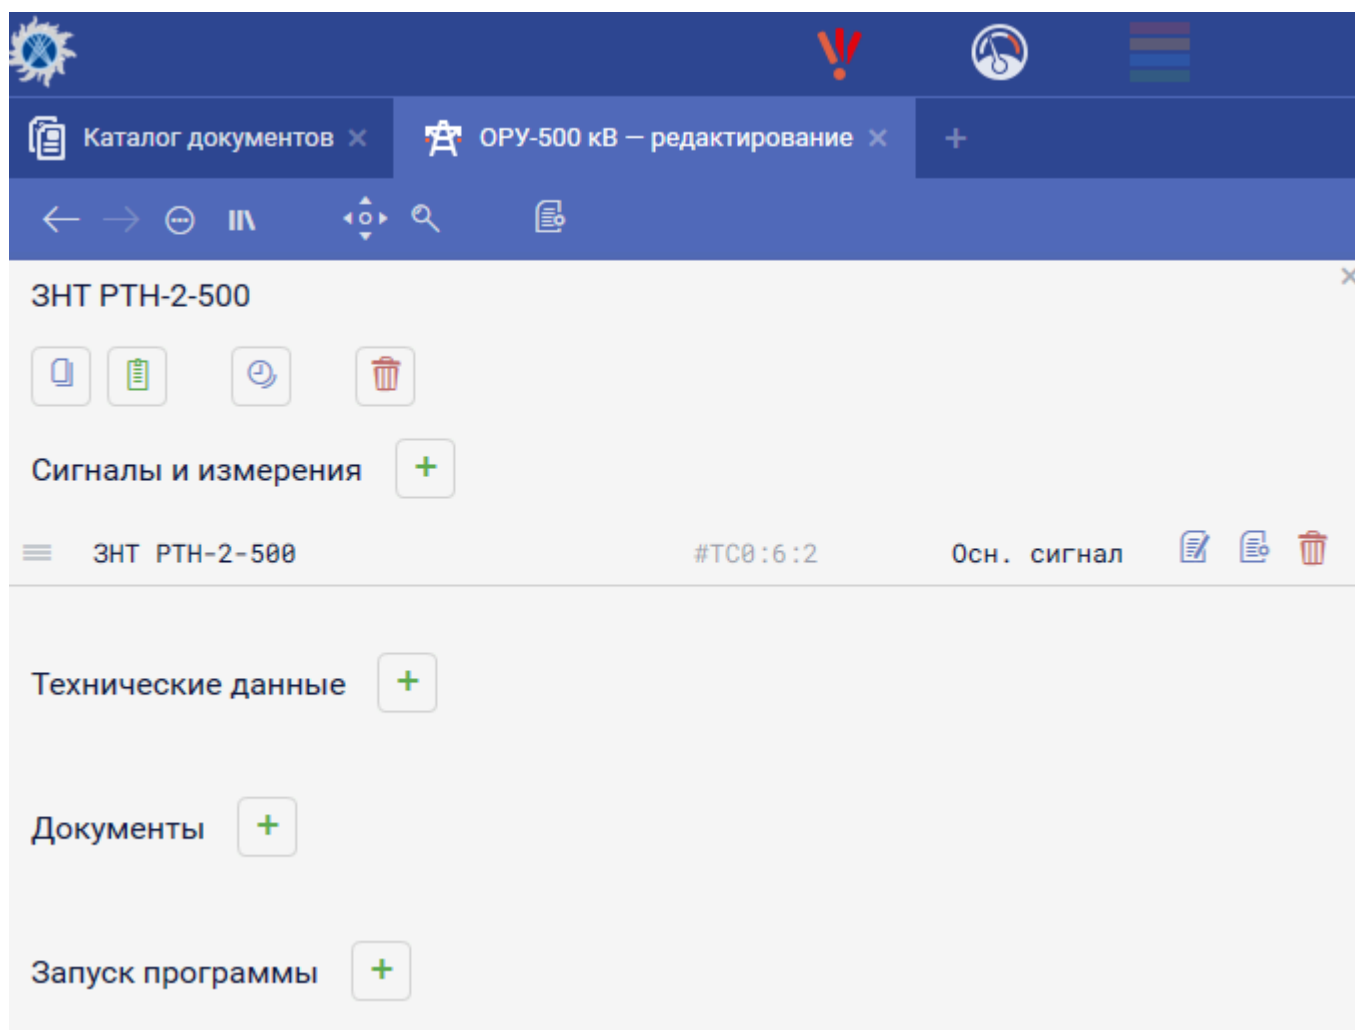 Каталог документов
ОРУ-500 кВ — редактирование
ЗНТ РТН-2-500
Сигналы и измерения
ЗНТ РТН-2-500 #ТС0:6:2 Осн. сигнал
Технические данные
Документы
Запуск программы